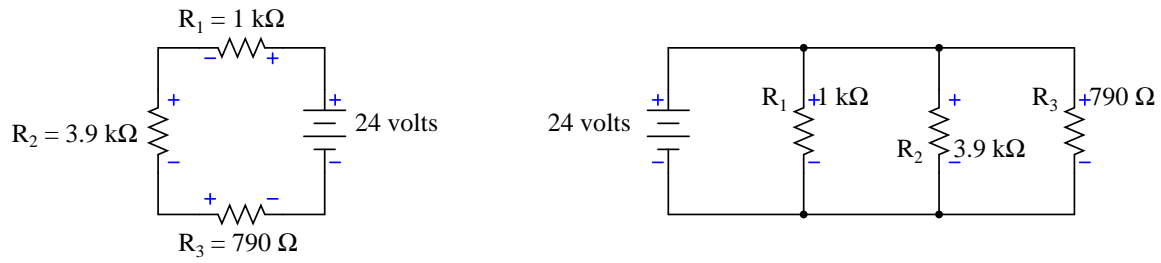 R1 = 1 kΩ
R2 = 3.9 kΩ
24 volts
R3 = 790 Ω
24 volts
R1
1 kΩ
R2
3.9 kΩ
R3
790 Ω